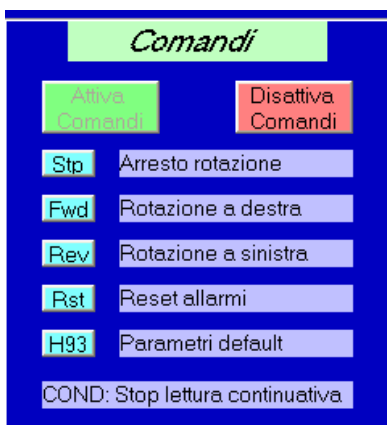 Comandi
Attiva Disattiva
Comandi Comandi
Stp Arresto rotazione
Fwd Rotazione a destra
Rev Rotazione a sinistra
Rst Reset allarmi
H93 Parametri default
COND: Stop lettura continuativa